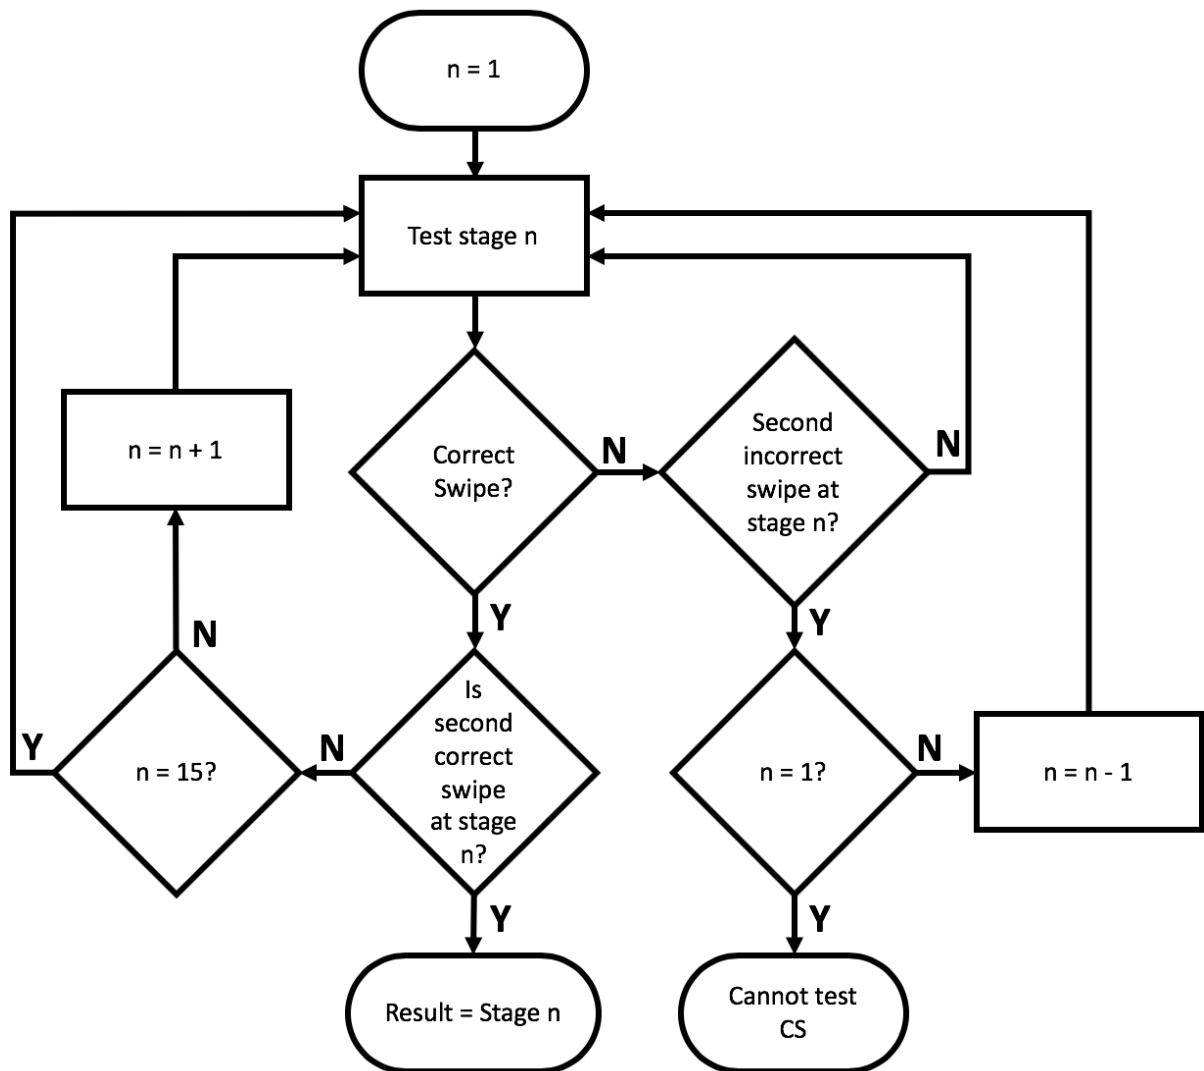 n = 1
Test stage n
n = n + 1
Correct
Swipe?
N
Second
incorrect
swipe at
stage n?
N
Y
Y
N
Y
n = 15?
N
Is
second
correct
swipe
at stage
n?
n = 1?
N
n = n - 1
Y
Y
Result = Stage n
Cannot test
CS